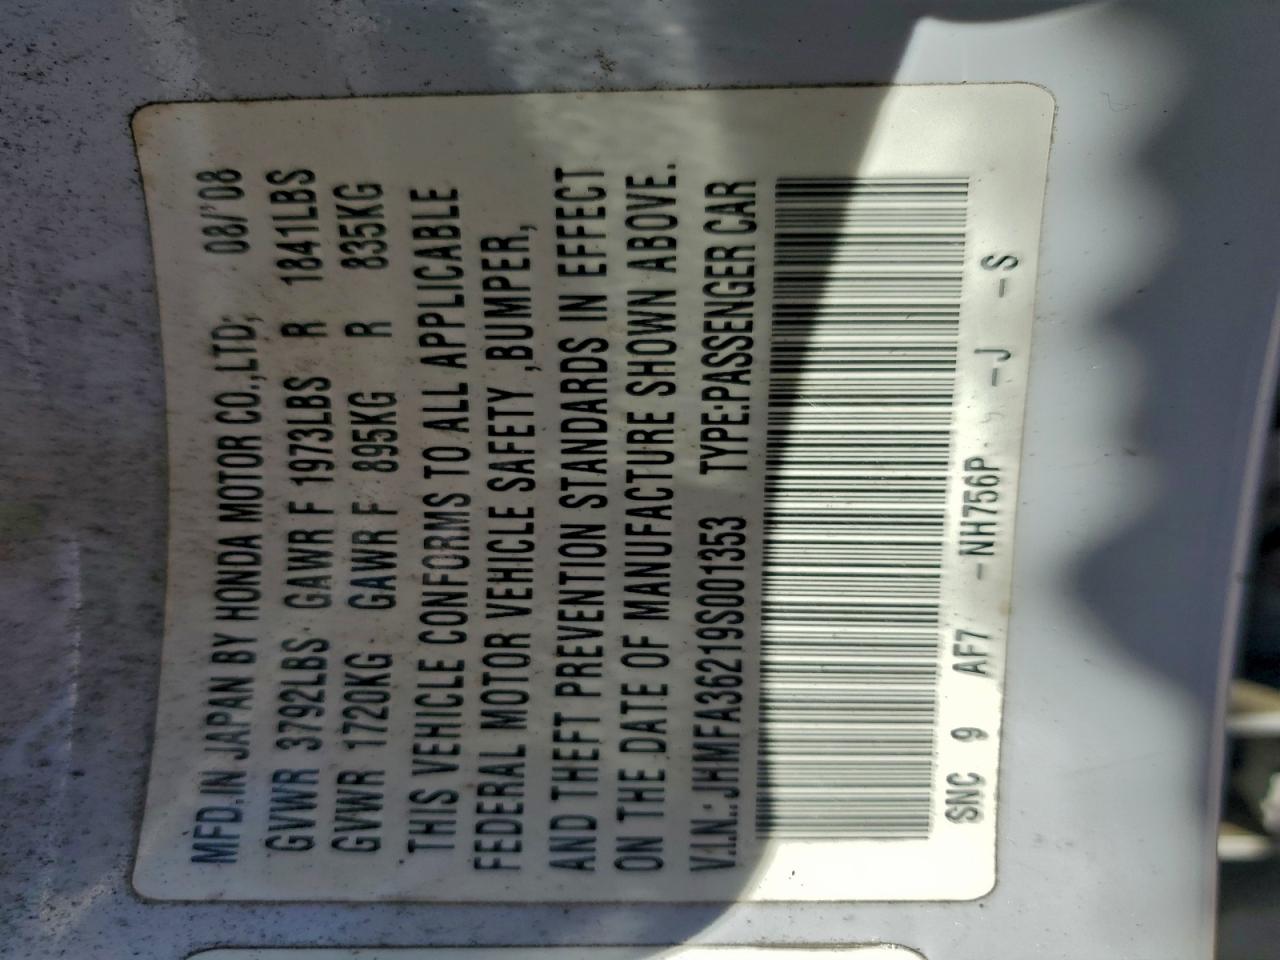 MFD.IN JAPAN BY HONDA MOTOR CO.,LTD; 08/'08
GVWR 3792LBS GAWR F 1973LBS R 1841LBS
GVWR 1720KG GAWR F 895KG R 835KG
THIS VEHICLE CONFORMS TO ALL APPLICABLE
FEDERAL MOTOR VEHICLE SAFETY ,BUMPER,
AND THEFT PREVENTION STANDARDS IN EFFECT
ON THE DATE OF MANUFACTURE SHOWN ABOVE.
V.I.N.: JHMFA36219S001353 TYPE:PASSENGER CAR
SNC 9 AF7 -NH756P -J -S